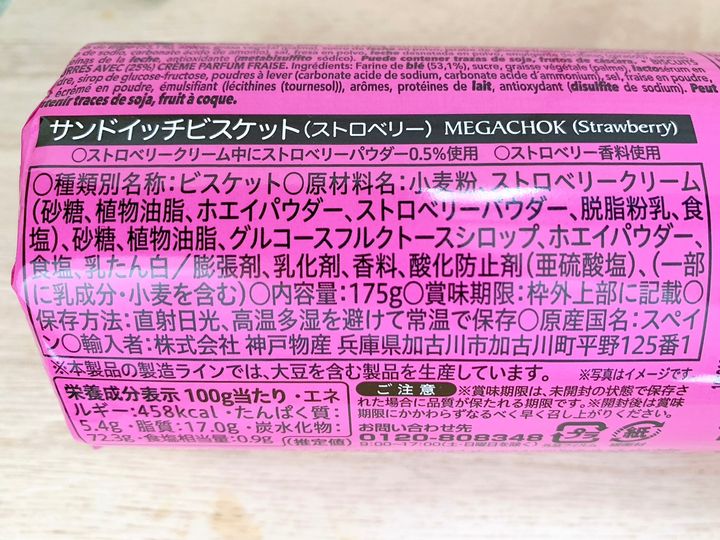 de sodio, carbonato ácido de amonio), sal, fresa en polvo,
de la leche, antioxidante (metabisulfito sódico). Puede contener trazas de soja, frutos de cáscara.
RRÉS AVEC (25%) CRÈME PARFUM FRAISE. Ingrédients: Farine de blé (53,1%), sucre, graisse végétale (palme), lactosérum
sirop de glucose-fructose, poudres à lever (carbonate acide de sodium, carbonate acide d'ammonium), sel, fraise en poudre,
écrémé en poudre, émulsifiant (lécithines (tournesol)), arômes, protéines de lait, antioxydant (disulfite de sodium). Peut
tenir traces de soja, fruit à coque.
サンドイッチビスケット(ストロベリー) MEGACHOK (Strawberry)
○ストロベリークリーム中にストロベリーパウダー0.5%使用 ○ストロベリー香料使用
○種類別名称:ビスケット○原材料名:小麦粉、ストロベリークリーム
(砂糖、植物油脂、ホエイパウダー、ストロベリーパウダー、脱脂粉乳、食
塩)、砂糖、植物油脂、グルコースフルクトースシロップ、ホエイパウダー、
食塩、乳たん白/膨張剤、乳化剤、香料、酸化防止剤(亜硫酸塩)、(一部
に乳成分・小麦を含む)○内容量:175g○賞味期限:枠外上部に記載○
保存方法:直射日光、高温多湿を避けて常温で保存○原産国名:スペイ
ン○輸入者:株式会社 神戸物産 兵庫県加古川市加古川町平野125番1
※本製品の製造ラインでは、大豆を含む製品を生産しています。 ※写真はイメージです。
栄養成分表示 100g当たり・エネ
ルギー:458kcal・たんぱく質:
5.4g・脂質:17.0g・炭水化物:
72.3g・食塩相当量:0.9g (推定値)
ご注意 ※賞味期限は、未開封の状態で保存さ
れた場合に品質が保たれる期限です。※開封後は賞味
期限にかかわらずなるべく早く召し上がりください。
お問い合わせ先
0120-808348
9:00~17:00(土・日曜日を除く)
プラ
紙